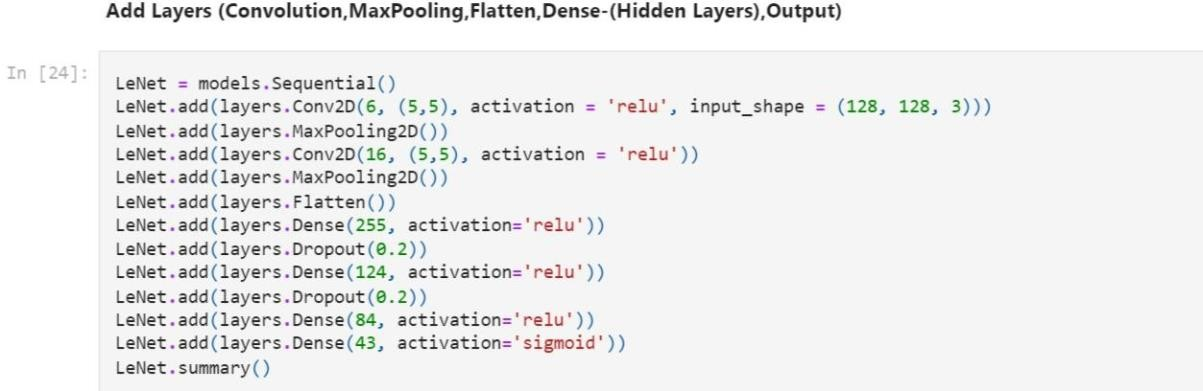 Add Layers (Convolution,MaxPooling,Flatten,Dense-(Hidden Layers),Output)
In [24]:
LeNet = models.Sequential()
LeNet.add(layers.Conv2D(6, (5,5), activation = 'relu', input_shape = (128, 128, 3)))
LeNet.add(layers.MaxPooling2D())
LeNet.add(layers.Conv2D(16, (5,5), activation = 'relu'))
LeNet.add(layers.MaxPooling2D())
LeNet.add(layers.Flatten())
LeNet.add(layers.Dense(255, activation='relu'))
LeNet.add(layers.Dropout(0.2))
LeNet.add(layers.Dense(124, activation='relu'))
LeNet.add(layers.Dropout(0.2))
LeNet.add(layers.Dense(84, activation='relu'))
LeNet.add(layers.Dense(43, activation='sigmoid'))
LeNet.summary()